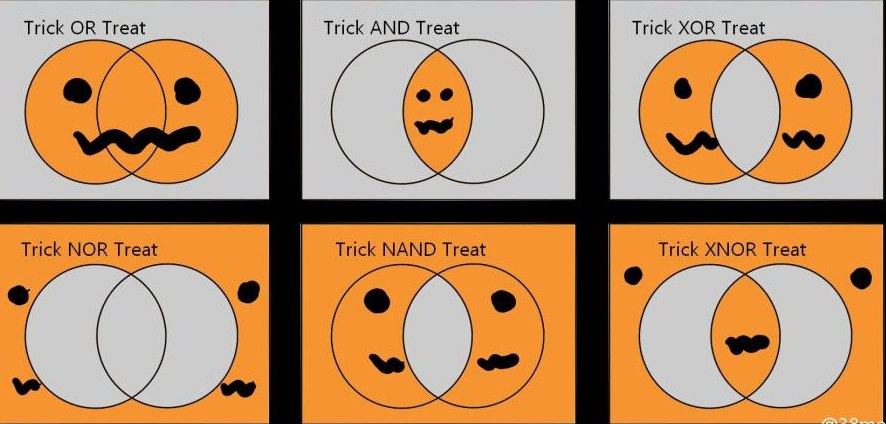 Trick OR Treat
Trick AND Treat
Trick XOR Treat
Trick NOR Treat
Trick NAND Treat
Trick XNOR Treat